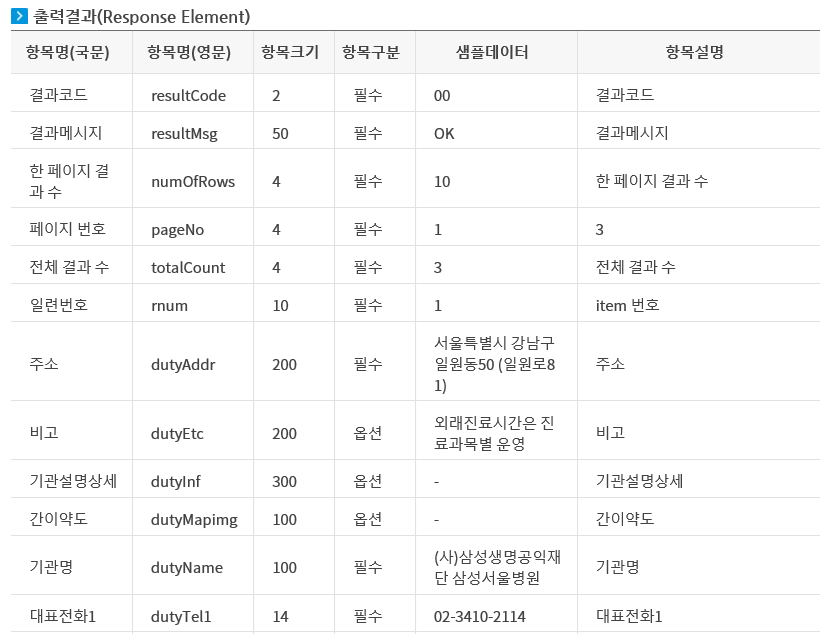 출력결과(Response Element)
항목명(국문) 항목명(영문) 항목크기 항목구분 샘플데이터 항목설명
결과코드 resultCode 2 필수 00 결과코드
결과메시지 resultMsg 50 필수 OK 결과메시지
한 페이지 결
과 수 numOfRows 4 필수 10 한 페이지 결과 수
페이지 번호 pageNo 4 필수 1 3
전체 결과 수 totalCount 4 필수 3 전체 결과 수
일련번호 rnum 10 필수 1 item 번호
주소 dutyAddr 200 필수 서울특별시 강남구
일원동50 (일원로8
1) 주소
비고 dutyEtc 200 옵션 외래진료시간은 진
료과목별 운영 비고
기관설명상세 dutyInf 300 옵션 - 기관설명상세
간이약도 dutyMapimg 100 옵션 - 간이약도
기관명 dutyName 100 필수 (사)삼성생명공익재
단 삼성서울병원 기관명
대표전화1 dutyTel1 14 필수 02-3410-2114 대표전화1